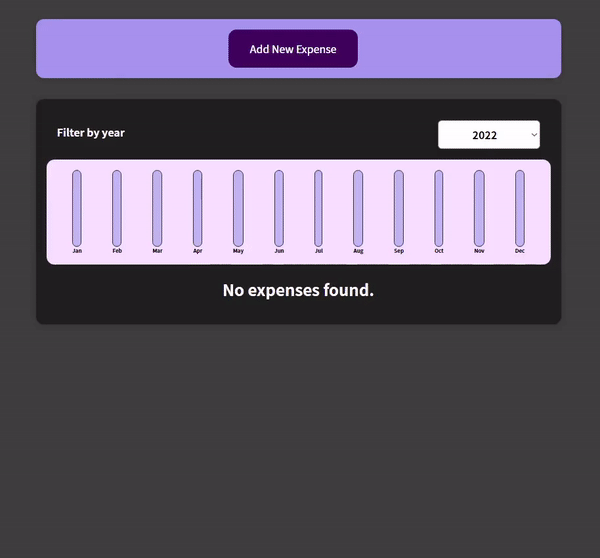 Add New Expense
Filter by year
2022
Jan Feb Mar Apr May Jun Jul Aug Sep Oct Nov Dec
No expenses found.